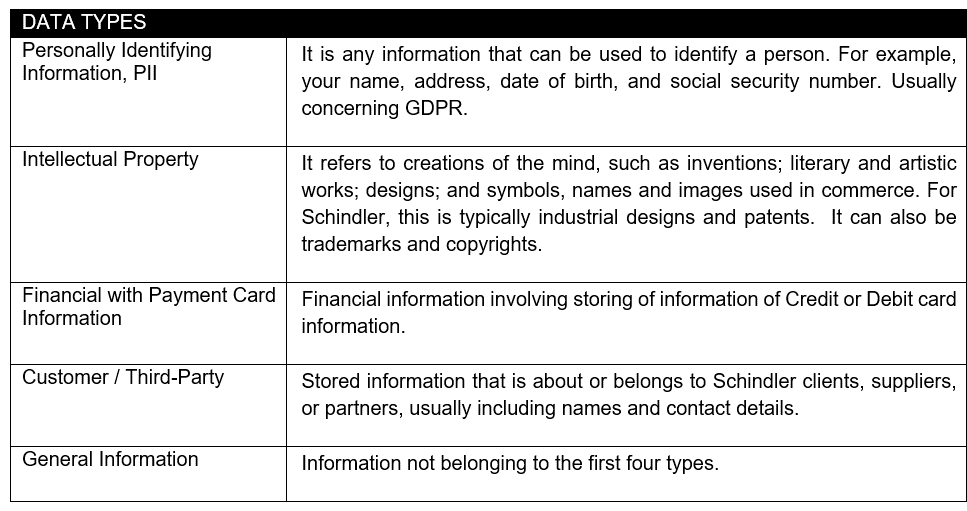 DATA TYPES
Personally Identifying
Information, PII
It is any information that can be used to identify a person. For example,
your name, address, date of birth, and social security number. Usually
concerning GDPR.
Intellectual Property
It refers to creations of the mind, such as inventions; literary and artistic
works; designs; and symbols, names and images used in commerce. For
Schindler, this is typically industrial designs and patents.  It can also be
trademarks and copyrights.
Financial with Payment Card
Information
Financial information involving storing of information of Credit or Debit card
information.
Customer / Third-Party
Stored information that is about or belongs to Schindler clients, suppliers,
or partners, usually including names and contact details.
General Information
Information not belonging to the first four types.